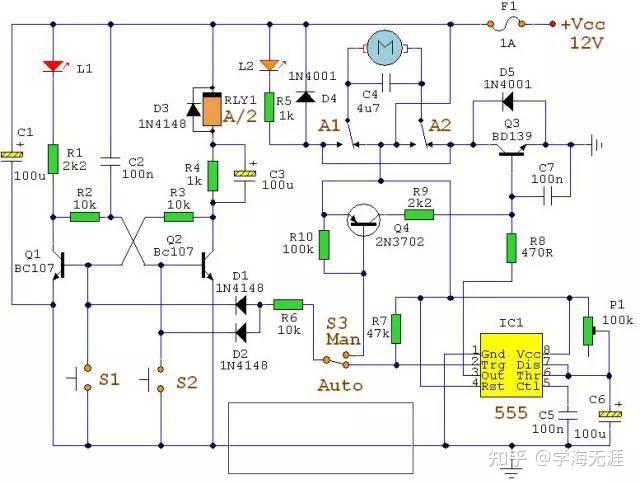 F1
1A
+Vcc
12V
M
L1
L2
1N4001
D4
R5
1k
C4
4u7
D5
1N4001
Q3
BD139
D3
1N4148
RLY1
A/2
A1
A2
C1
100u
R1
2k2
C2
100n
R4
1k
C3
100u
C7
100n
R2
10k
R3
10k
R9
2k2
Q4
2N3702
R10
100k
R8
470R
Q1
BC107
Q2
Bc107
D1
1N4148
D2
1N4148
R6
10k
S3
Man
Auto
R7
47k
IC1
1 Gnd Vcc 8
2 Trg Dis 7
3 Out Thr 6
4 Rst Ctl 5
555
P1
100k
S1
S2
C5
100n
C6
100u
知乎 @学海无涯